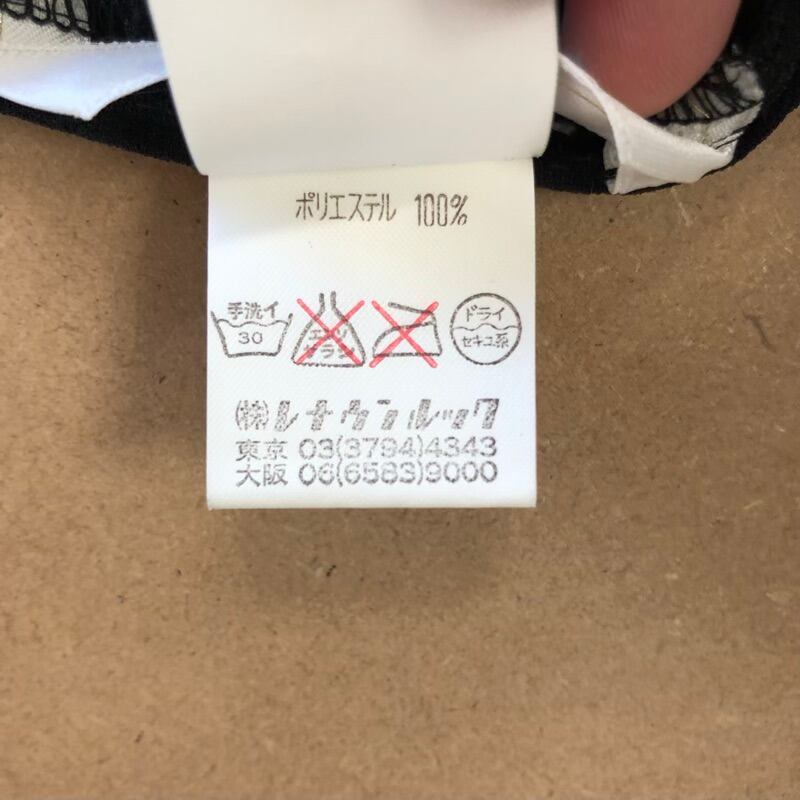 ポリエステル 100%
手洗イ
30
エンソ
サラシ
ドライ
セキユ系
(株)レナウンルック
東京 03(3794)4343
大阪 06(6583)9000